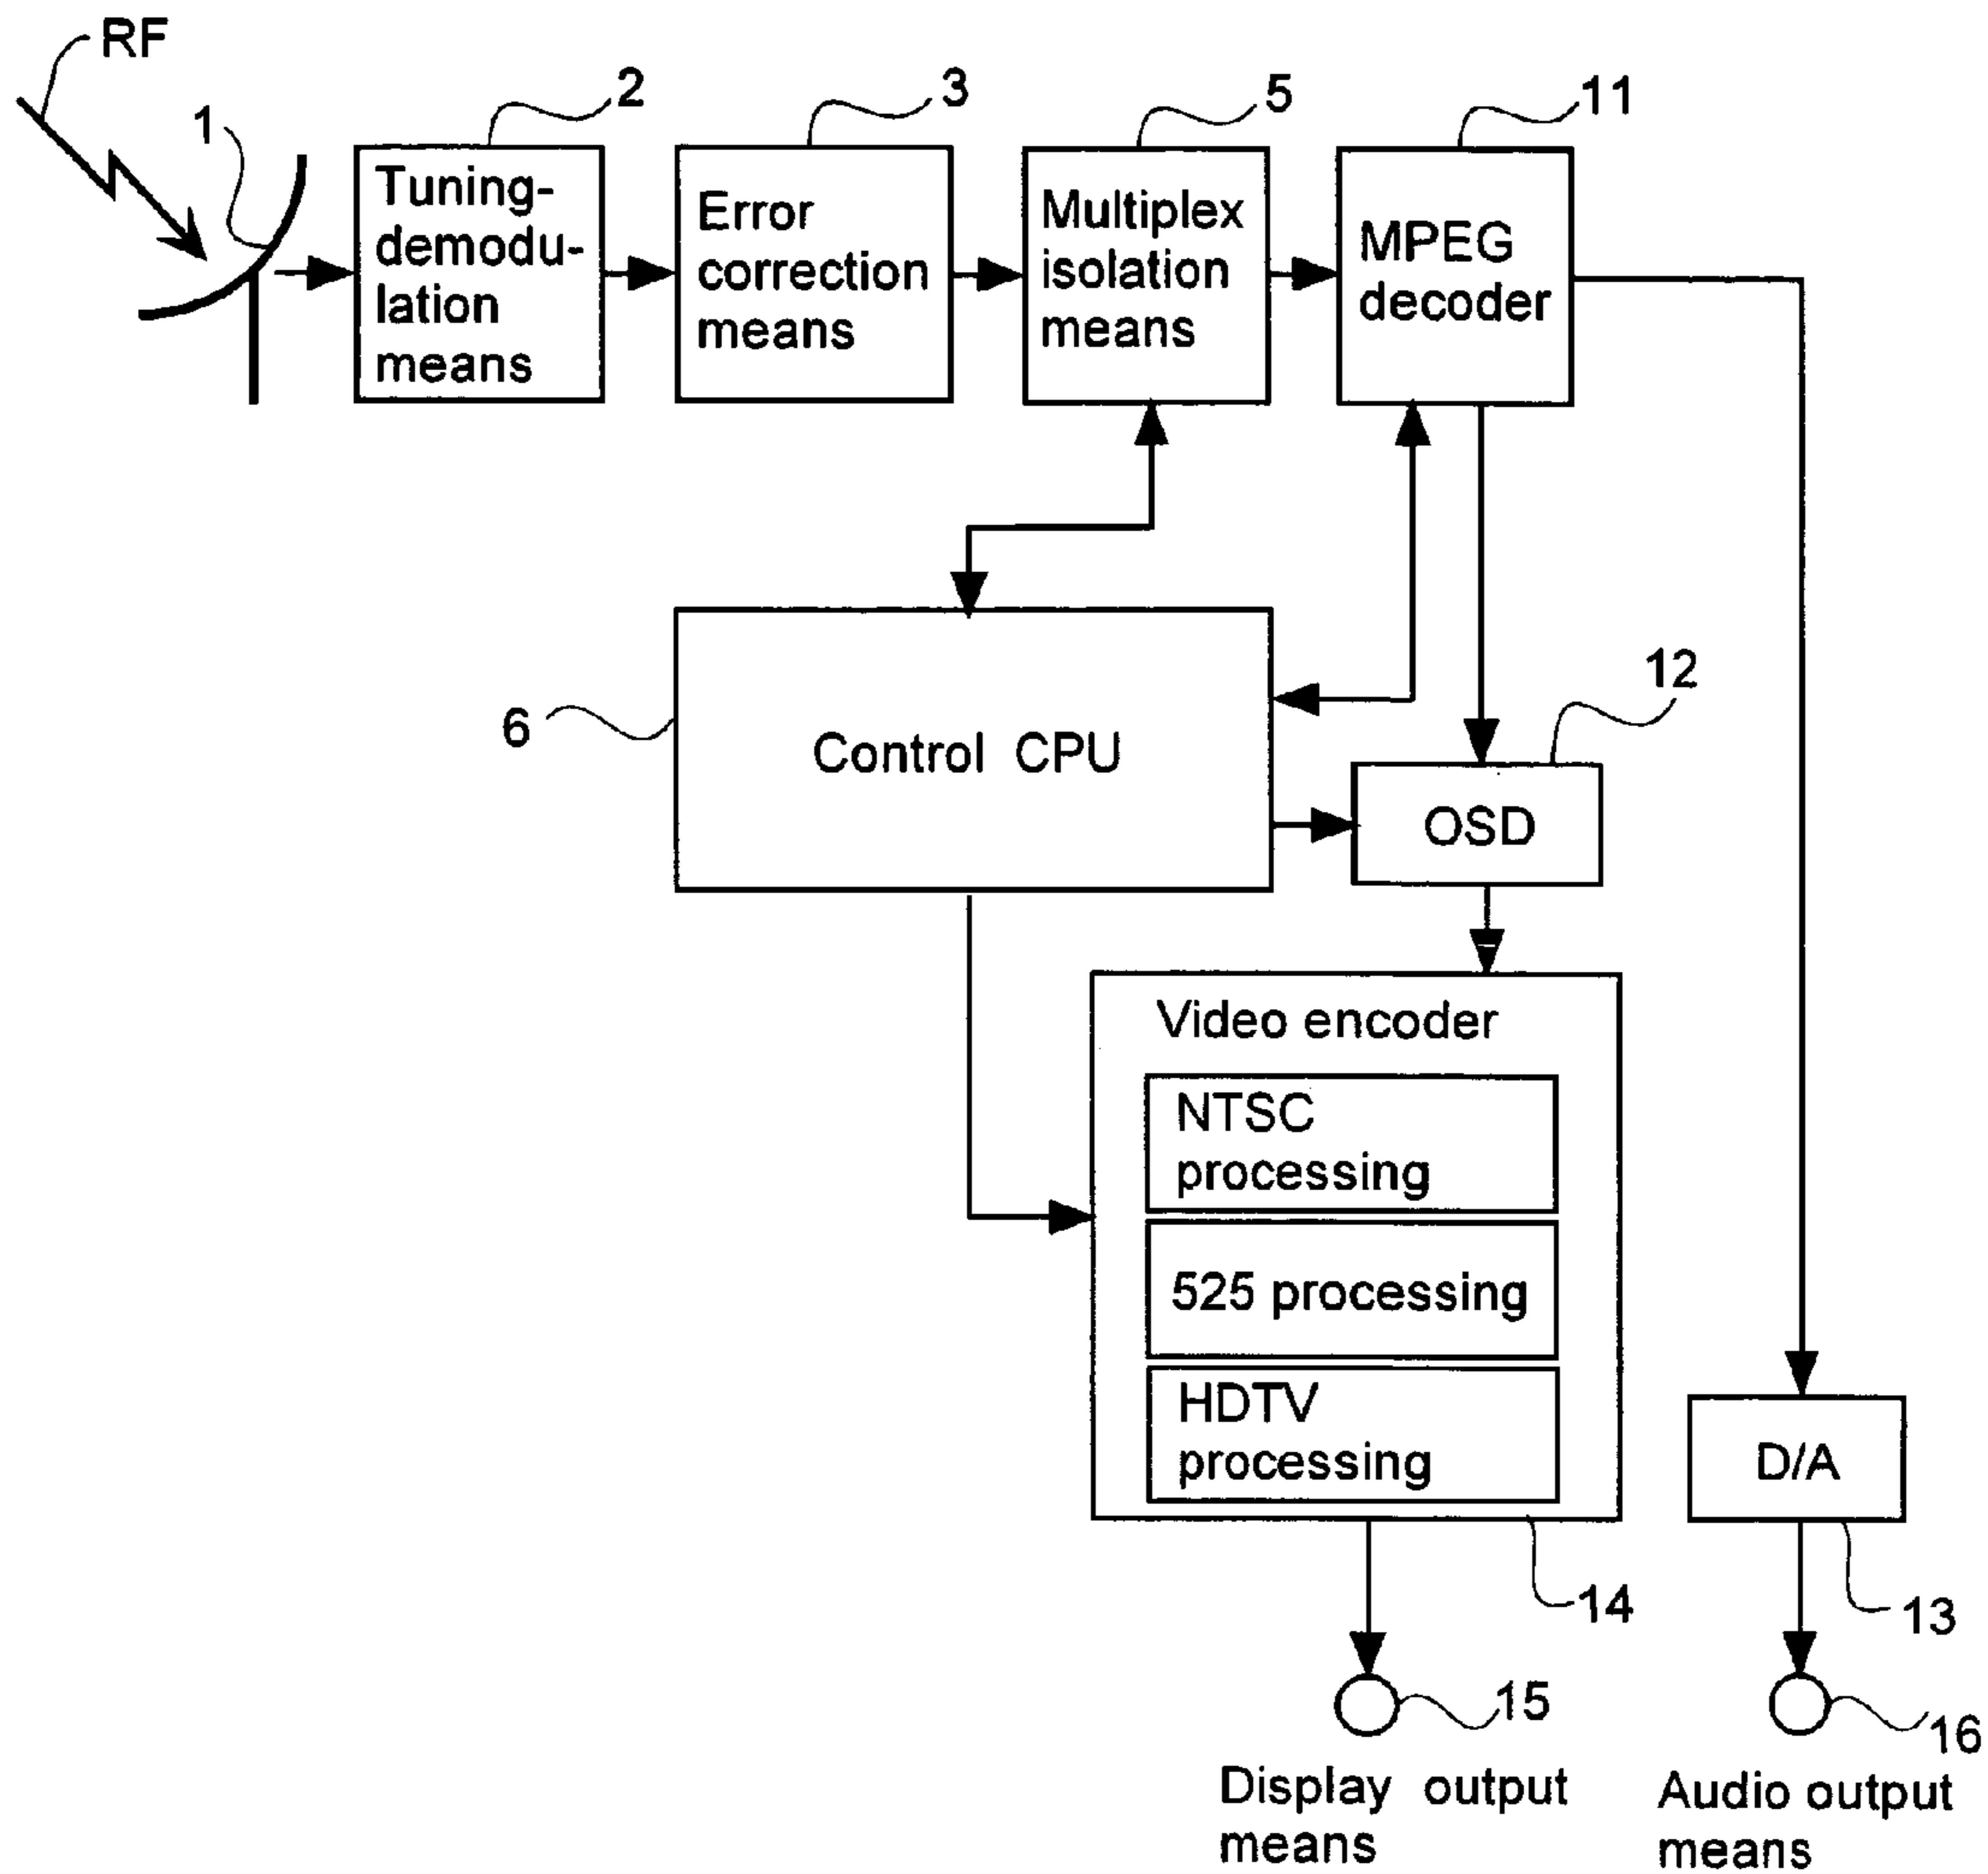 RF
1
2
3
5
11
Tuning-
demodu-
lation
means
Error
correction
means
Multiplex
isolation
means
MPEG
decoder
6
Control CPU
12
OSD
Video encoder
NTSC
processing
525 processing
HDTV
processing
D/A
14
13
15
16
Display output
means
Audio output
means